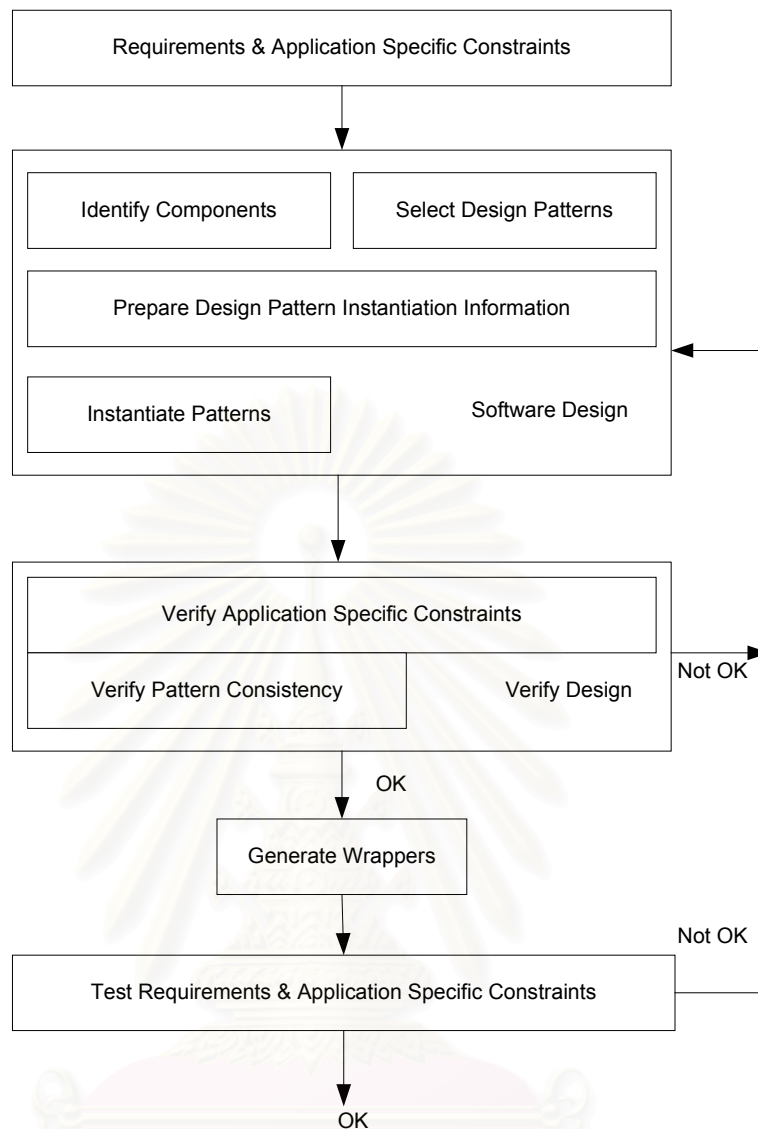 Requirements & Application Specific Constraints
Identify Components
Select Design Patterns
Prepare Design Pattern Instantiation Information
Instantiate Patterns
Software Design
Verify Application Specific Constraints
Not OK
Verify Pattern Consistency
Verify Design
OK
Generate Wrappers
Not OK
Test Requirements & Application Specific Constraints
OK